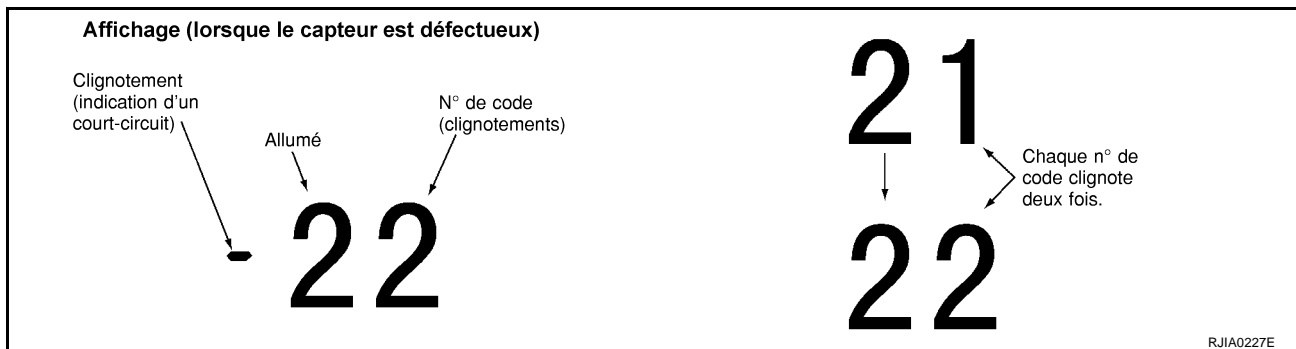 Affichage (lorsque le capteur est défectueux)
Clignotement
(indication d'un
court-circuit)
Allumé
N° de code
(clignotements)
- 22
21
Chaque n° de
code clignote
deux fois.
22
RJIA0227E